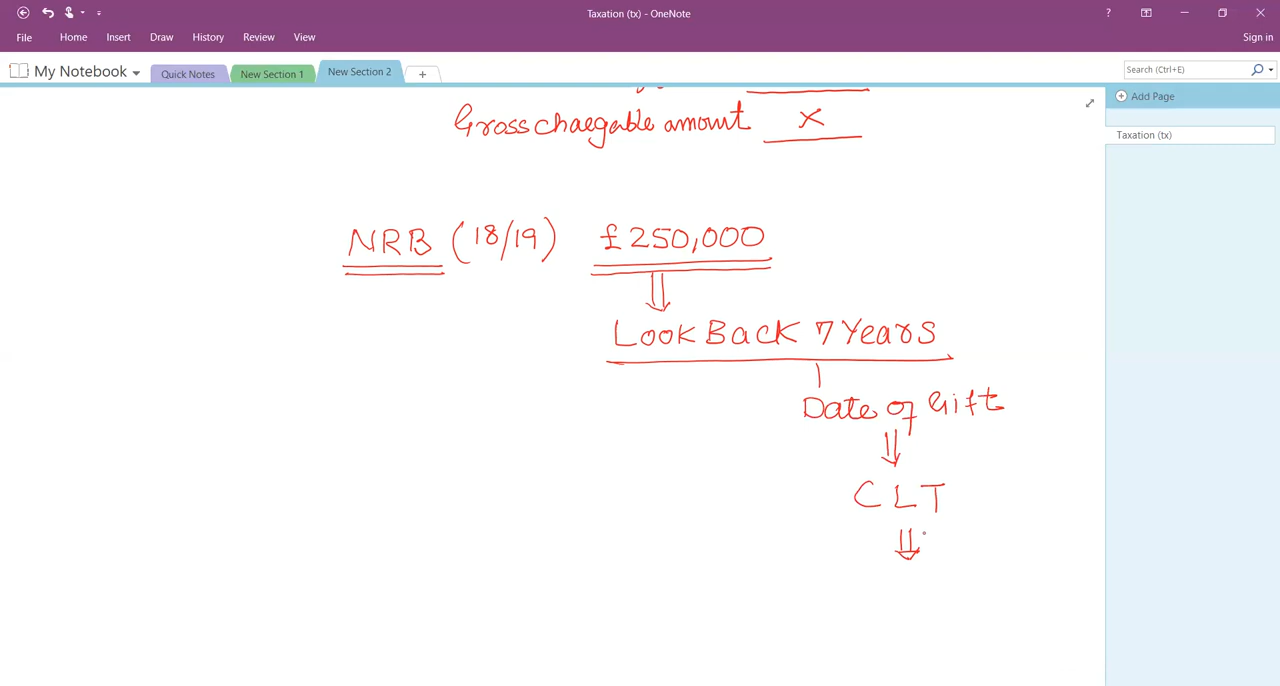 Taxation (tx) - OneNote
?
File Home Insert Draw History Review View
Sign in
My Notebook
Quick Notes
New Section 1
New Section 2
+
Search (Ctrl+E)
Add Page
Taxation (tx)
Gross chaegable amount X
NRB (18/19) £250,000
Look Back 7 Years
Date of Gift
CLT